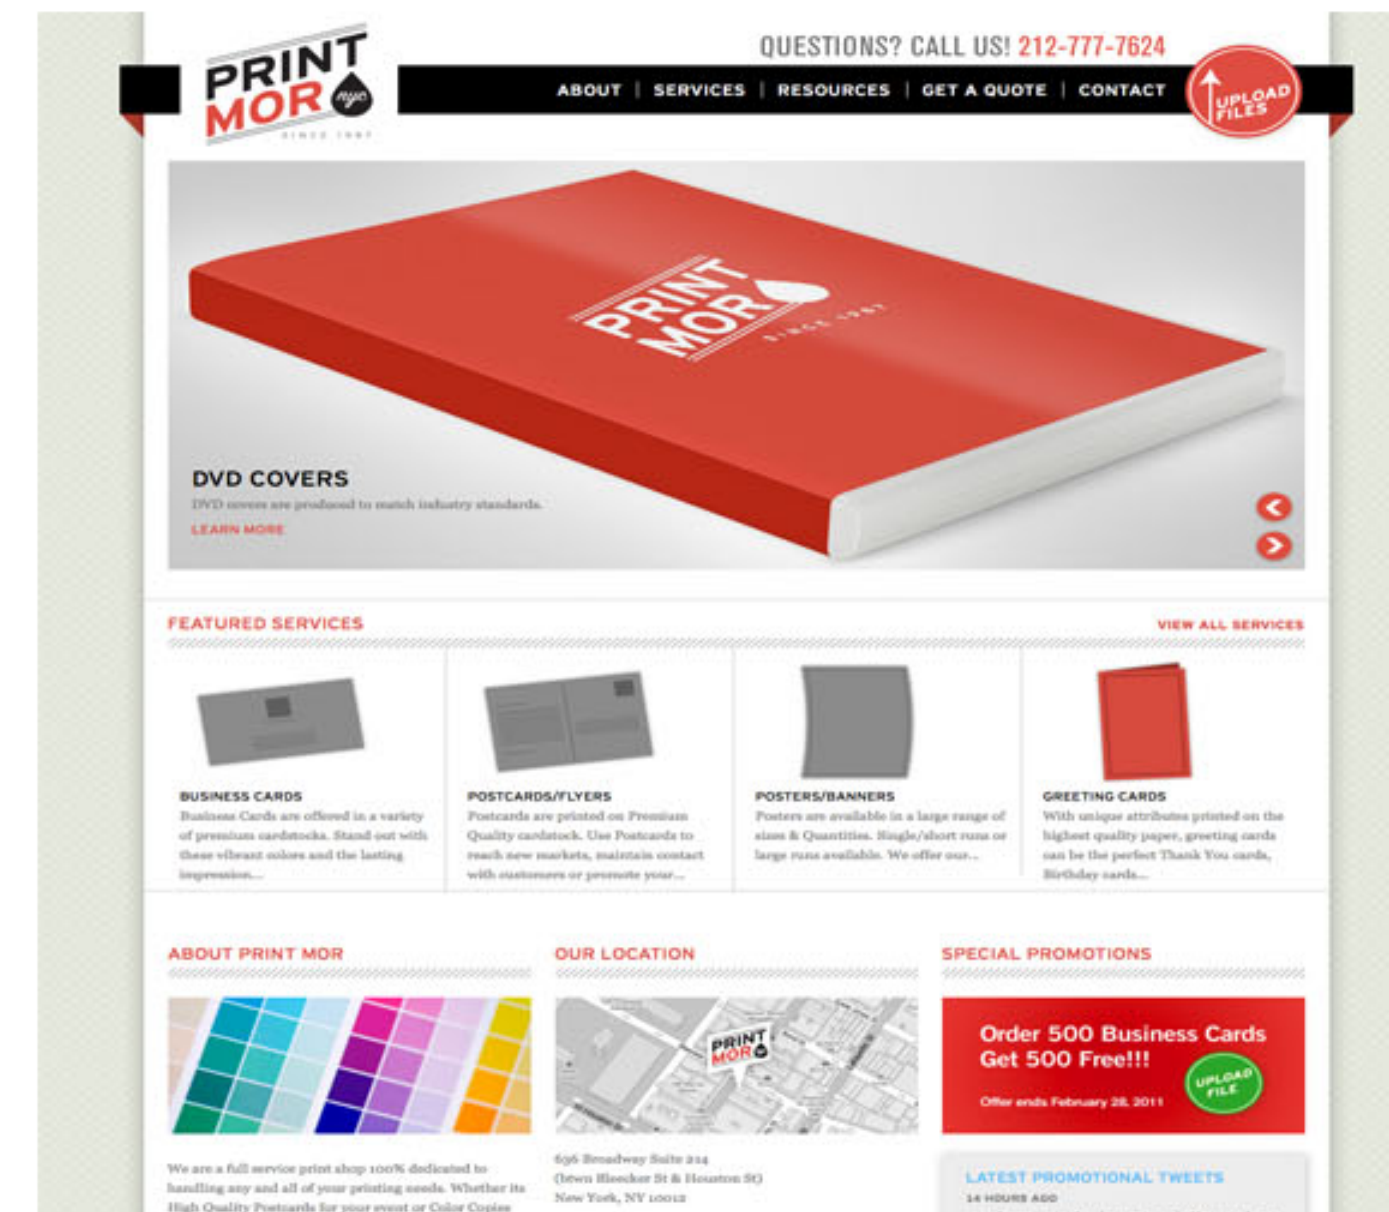 PRINT
MOR nyc
SINCE 1987
QUESTIONS? CALL US! 212-777-7624
ABOUT | SERVICES | RESOURCES | GET A QUOTE | CONTACT
UPLOAD
FILES
PRINT
MOR
SINCE 1987
DVD COVERS
DVD covers are produced to match industry standards.
LEARN MORE
FEATURED SERVICES
VIEW ALL SERVICES
BUSINESS CARDS
Business Cards are offered in a variety
of premium cardstocks. Stand out with
these vibrant colors and the lasting
impression...
POSTCARDS/FLYERS
Postcards are printed on Premium
Quality cardstock. Use Postcards to
reach new markets, maintain contact
with customers or promote your...
POSTERS/BANNERS
Posters are available in a large range of
sizes & Quantities. Single/short runs or
large runs available. We offer our...
GREETING CARDS
With unique attributes printed on the
highest quality paper, greeting cards
can be the perfect Thank You cards,
Birthday cards...
ABOUT PRINT MOR
We are a full service print shop 100% dedicated to
handling any and all of your printing needs. Whether its
High Quality Postcards for your event or Color Copies
OUR LOCATION
PRINT
MOR
636 Broadway Suite 214
(btwn Bleecker St & Houston St)
New York, NY 10012
SPECIAL PROMOTIONS
Order 500 Business Cards
Get 500 Free!!!
UPLOAD
FILE
Offer ends February 28, 2011
LATEST PROMOTIONAL TWEETS
14 HOURS AGO